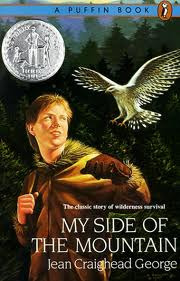 A PUFFIN BOOK
The classic story of wilderness survival
MY SIDE OF
THE MOUNTAIN
Jean Craighead George